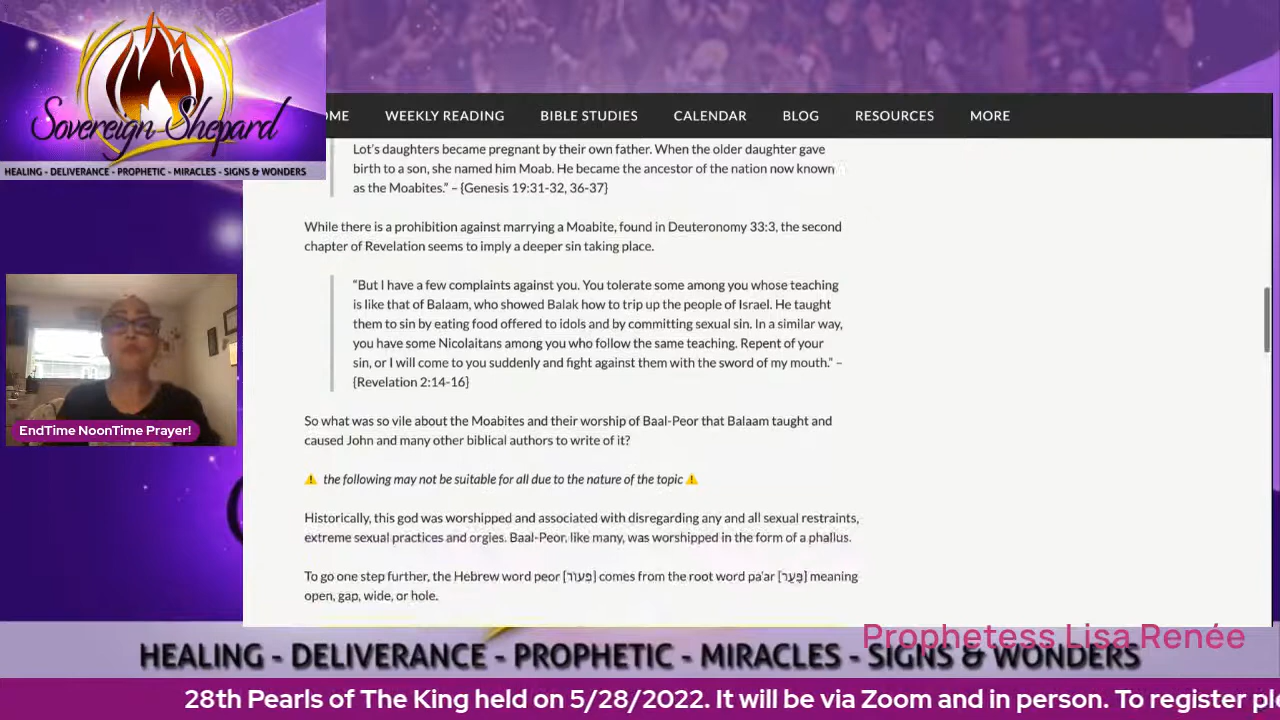 Sovereign Shepard
HEALING - DELIVERANCE - PROPHETIC - MIRACLES - SIGNS & WONDERS
OME WEEKLY READING BIBLE STUDIES CALENDAR BLOG RESOURCES MORE
Lot's daughters became pregnant by their own father. When the older daughter gave
birth to a son, she named him Moab. He became the ancestor of the nation now known
as the Moabites.” – {Genesis 19:31-32, 36-37}
While there is a prohibition against marrying a Moabite, found in Deuteronomy 33:3, the second
chapter of Revelation seems to imply a deeper sin taking place.
“But I have a few complaints against you. You tolerate some among you whose teaching
is like that of Balaam, who showed Balak how to trip up the people of Israel. He taught
them to sin by eating food offered to idols and by committing sexual sin. In a similar way,
you have some Nicolaitans among you who follow the same teaching. Repent of your
sin, or I will come to you suddenly and fight against them with the sword of my mouth.” –
{Revelation 2:14-16}
So what was so vile about the Moabites and their worship of Baal-Peor that Balaam taught and
caused John and many other biblical authors to write of it?
⚠ the following may not be suitable for all due to the nature of the topic ⚠
Historically, this god was worshipped and associated with disregarding any and all sexual restraints,
extreme sexual practices and orgies. Baal-Peor, like many, was worshipped in the form of a phallus.
To go one step further, the Hebrew word peor [פְּעוֹר] comes from the root word pa'ar [פָּעַר] meaning
open, gap, wide, or hole.
EndTime NoonTime Prayer!
Prophetess Lisa Renée
HEALING - DELIVERANCE - PROPHETIC - MIRACLES - SIGNS & WONDERS
28th Pearls of The King held on 5/28/2022. It will be via Zoom and in person. To register ple